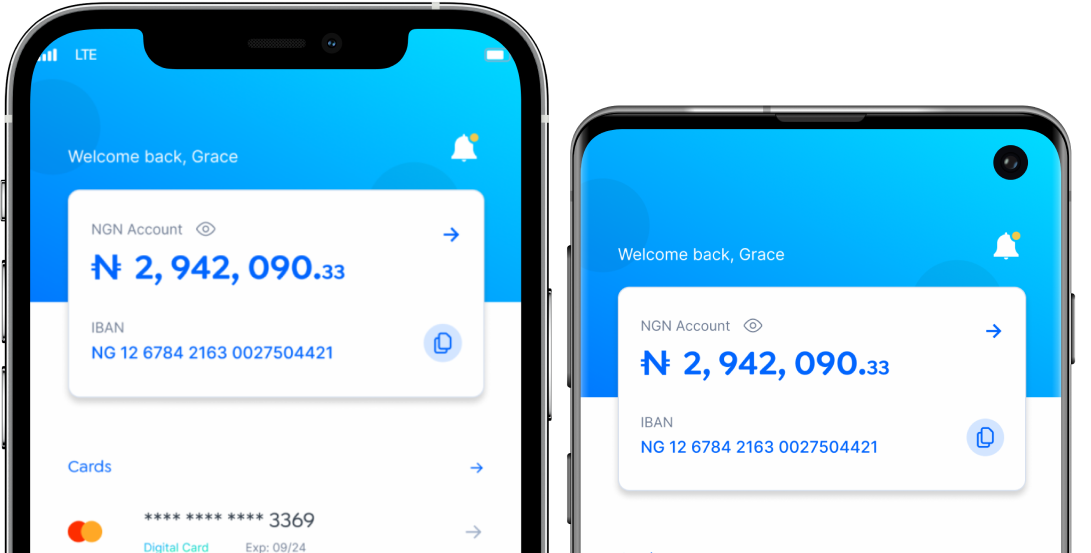 LTE
Welcome back, Grace
NGN Account
₦ 2, 942, 090.33
IBAN
NG 12 6784 2163 0027504421
Cards
**** **** **** 3369
Digital Card Exp: 09/24
Welcome back, Grace
NGN Account
₦ 2, 942, 090.33
IBAN
NG 12 6784 2163 0027504421